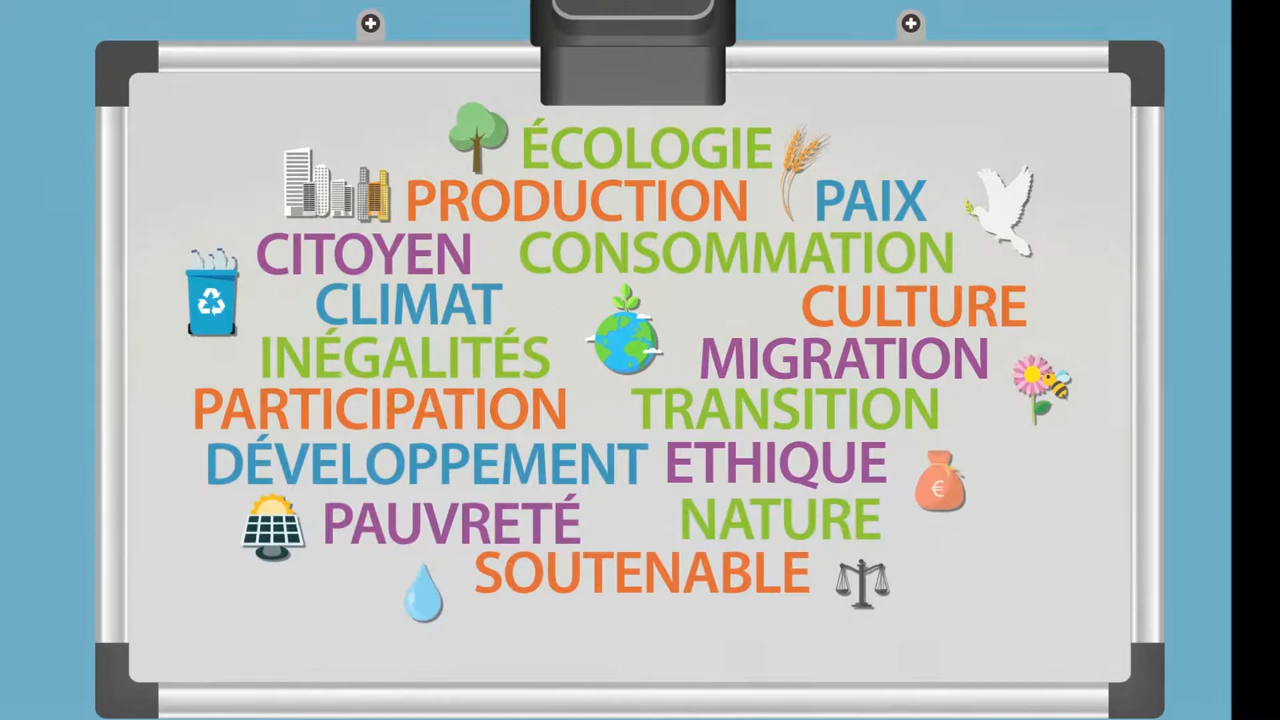 ÉCOLOGIE
PRODUCTION PAIX
CITOYEN CONSOMMATION
CLIMAT CULTURE
INÉGALITÉS MIGRATION
PARTICIPATION TRANSITION
DÉVELOPPEMENT ETHIQUE
€
PAUVRETÉ NATURE
SOUTENABLE